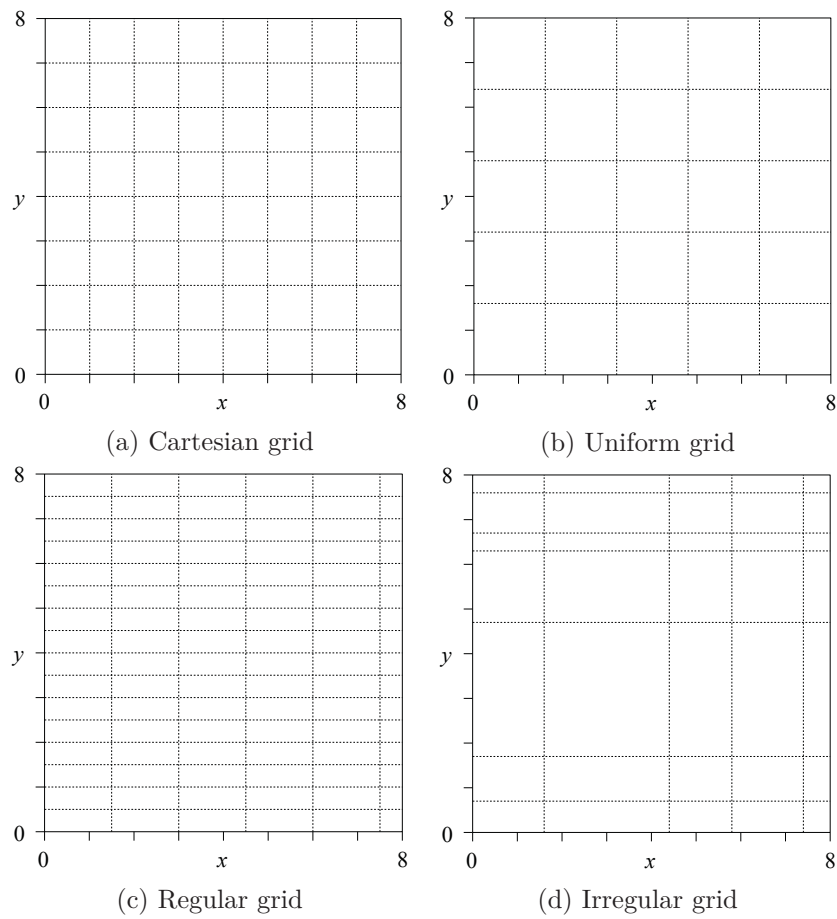 8
y
0
0 x 8
(a) Cartesian grid
8
y
0
0 x 8
(b) Uniform grid
8
y
0
0 x 8
(c) Regular grid
8
y
0
0 x 8
(d) Irregular grid